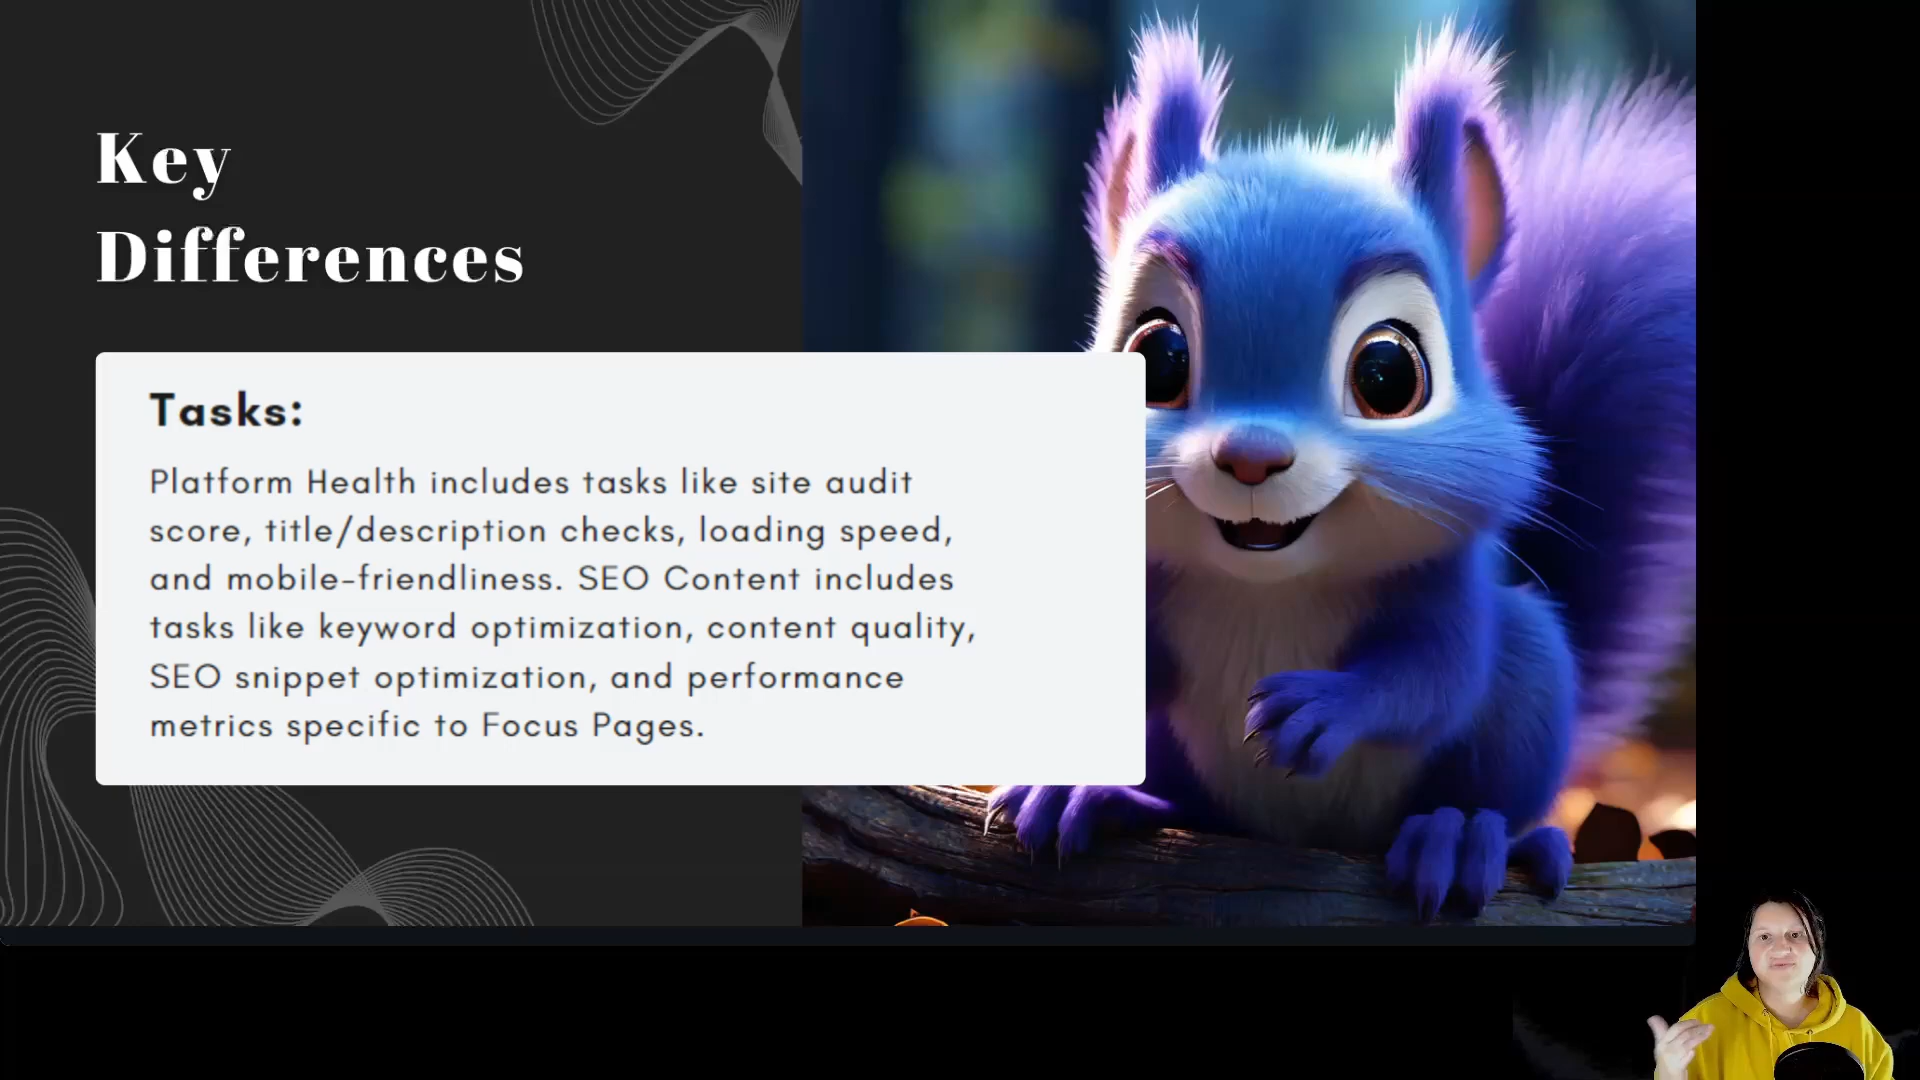 Key
Differences
Tasks:
Platform Health includes tasks like site audit
score, title/description checks, loading speed,
and mobile-friendliness. SEO Content includes
tasks like keyword optimization, content quality,
SEO snippet optimization, and performance
metrics specific to Focus Pages.